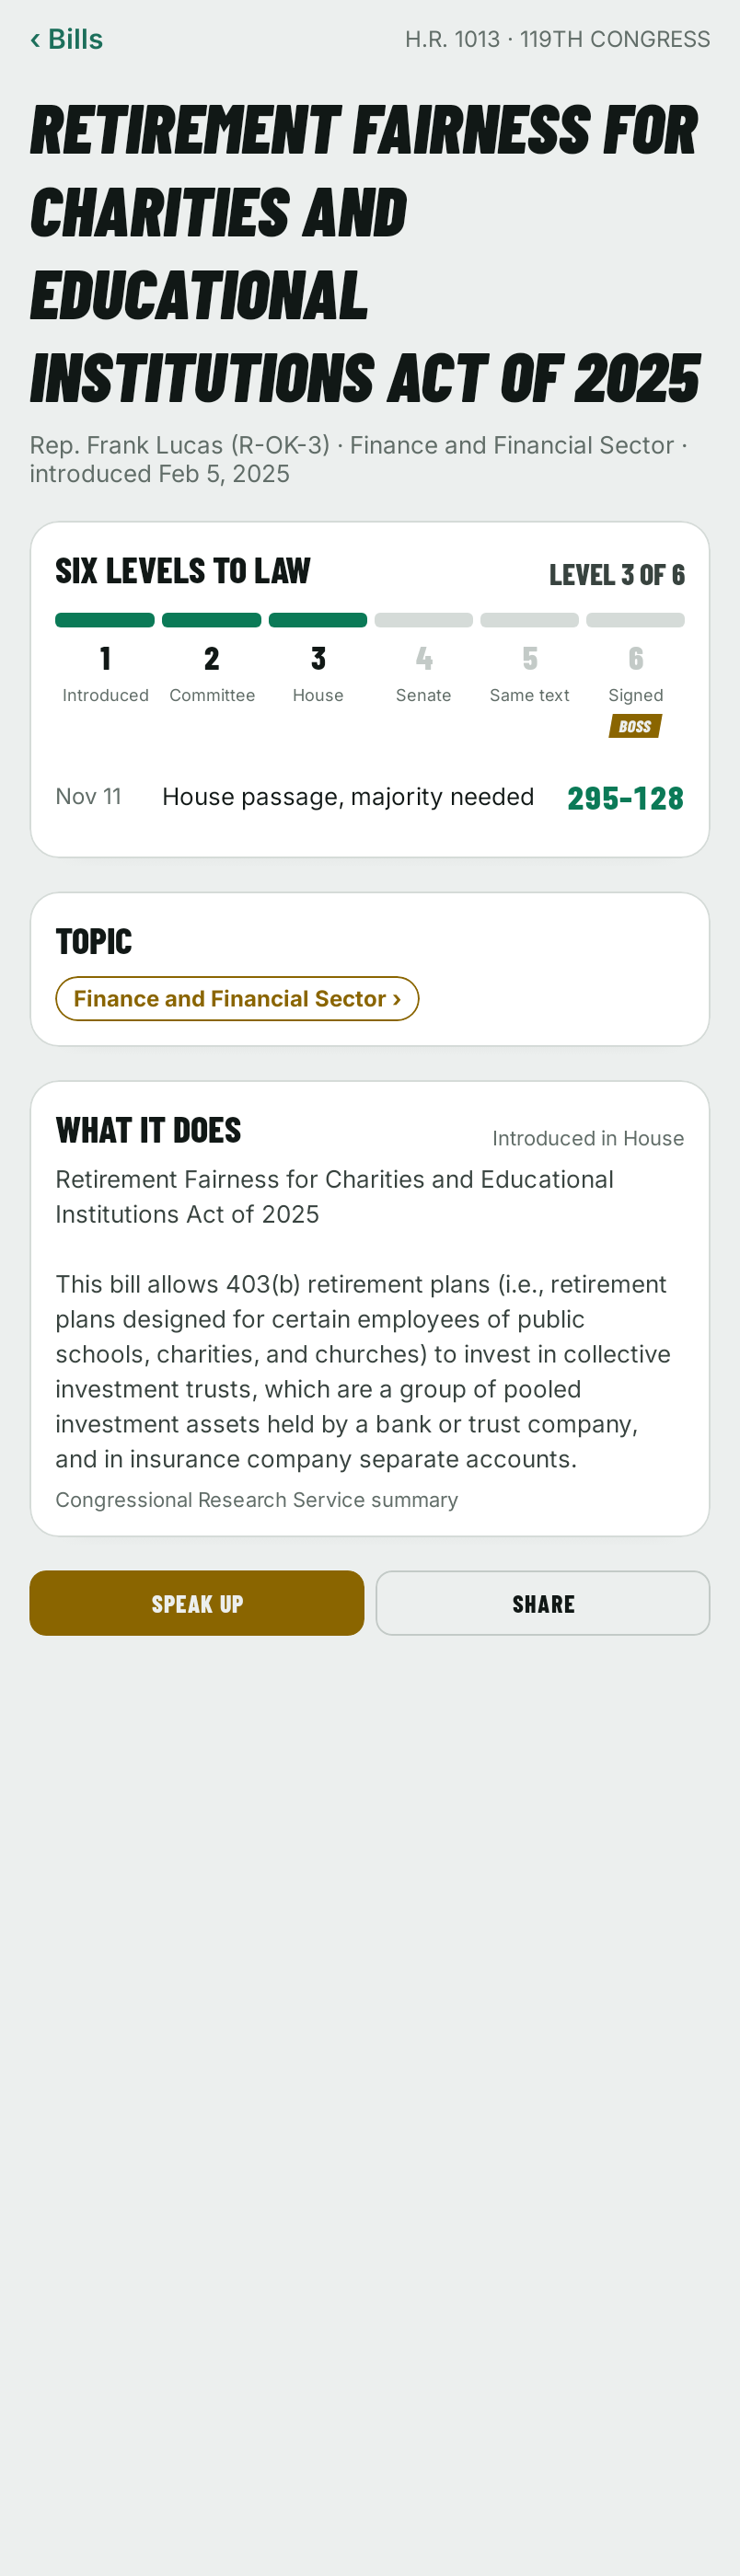 ‹ Bills
H.R. 1013 · 119TH CONGRESS
RETIREMENT FAIRNESS FOR
CHARITIES AND
EDUCATIONAL
INSTITUTIONS ACT OF 2025
Rep. Frank Lucas (R-OK-3) · Finance and Financial Sector ·
introduced Feb 5, 2025
SIX LEVELS TO LAW
LEVEL 3 OF 6
1 2 3 4 5 6
Introduced Committee House Senate Same text Signed
BOSS
Nov 11 House passage, majority needed 295–128
TOPIC
Finance and Financial Sector ›
WHAT IT DOES
Introduced in House
Retirement Fairness for Charities and Educational
Institutions Act of 2025
This bill allows 403(b) retirement plans (i.e., retirement
plans designed for certain employees of public
schools, charities, and churches) to invest in collective
investment trusts, which are a group of pooled
investment assets held by a bank or trust company,
and in insurance company separate accounts.
Congressional Research Service summary
SPEAK UP
SHARE